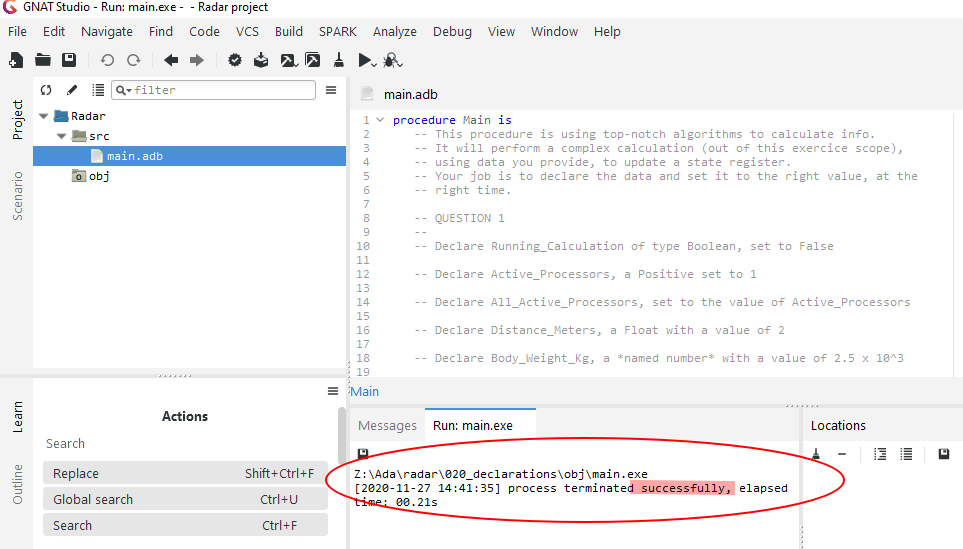 GNAT Studio - Run: main.exe - - Radar project
File Edit Navigate Find Code VCS Build SPARK Analyze Debug View Window Help
filter
Project
Scenario
Radar
src
main.adb
obj
main.adb
1 procedure Main is
2 -- This procedure is using top-notch algorithms to calculate info.
3 -- It will perform a complex calculation (out of this exercice scope),
4 -- using data you provide, to update a state register.
5 -- Your job is to declare the data and set it to the right value, at the
6 -- right time.
7
8 -- QUESTION 1
9 --
10 -- Declare Running_Calculation of type Boolean, set to False
11
12 -- Declare Active_Processors, a Positive set to 1
13
14 -- Declare All_Active_Processors, set to the value of Active_Processors
15
16 -- Declare Distance_Meters, a Float with a value of 2
17
18 -- Declare Body_Weight_Kg, a *named number* with a value of 2.5 x 10^3
19
Main
Learn
Outline
Actions
Search
Replace Shift+Ctrl+F
Global search Ctrl+U
Search Ctrl+F
Messages Run: main.exe
Z:\Ada\radar\020_declarations\obj\main.exe
[2020-11-27 14:41:35] process terminated successfully, elapsed
time: 00.21s
Locations